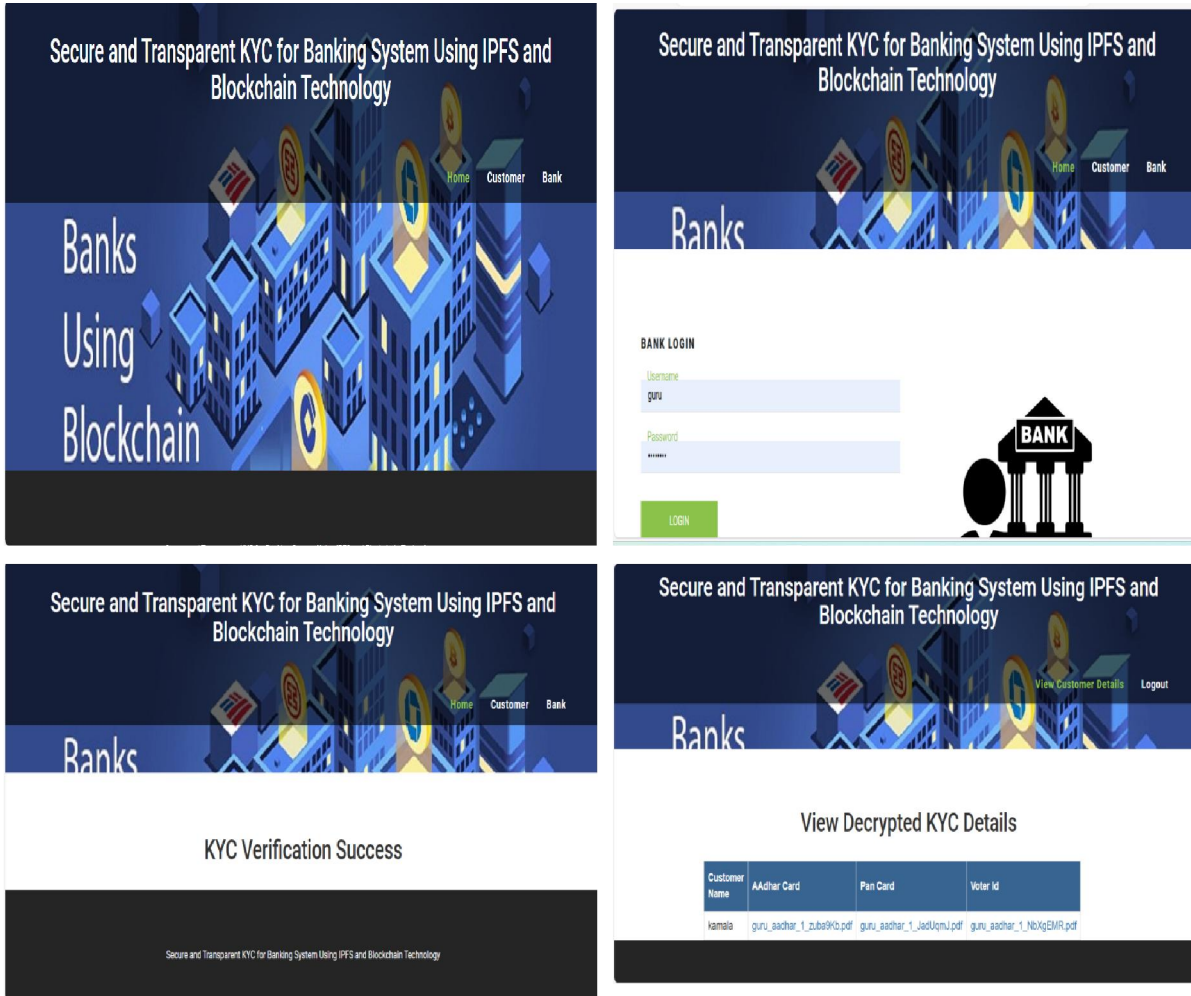 Secure and Transparent KYC for Banking System Using IPFS and
Blockchain Technology
Home Customer Bank
Banks
Using
Blockchain
Secure and Transparent KYC for Banking System Using IPFS and
Blockchain Technology
Home Customer Bank
Banks
BANK LOGIN
Username
guru
Password
••••••••
BANK
LOGIN
Secure and Transparent KYC for Banking System Using IPFS and
Blockchain Technology
Home Customer Bank
Banks
KYC Verification Success
Secure and Transparent KYC for Banking System Using IPFS and Blockchain Technology
Secure and Transparent KYC for Banking System Using IPFS and
Blockchain Technology
View Customer Details Logout
Banks
View Decrypted KYC Details
Customer Name AAdhar Card Pan Card Voter Id
kamala guru_aadhar_1_zuba9Kb.pdf guru_aadhar_1_JadUqmJ.pdf guru_aadhar_1_NbXgEMR.pdf